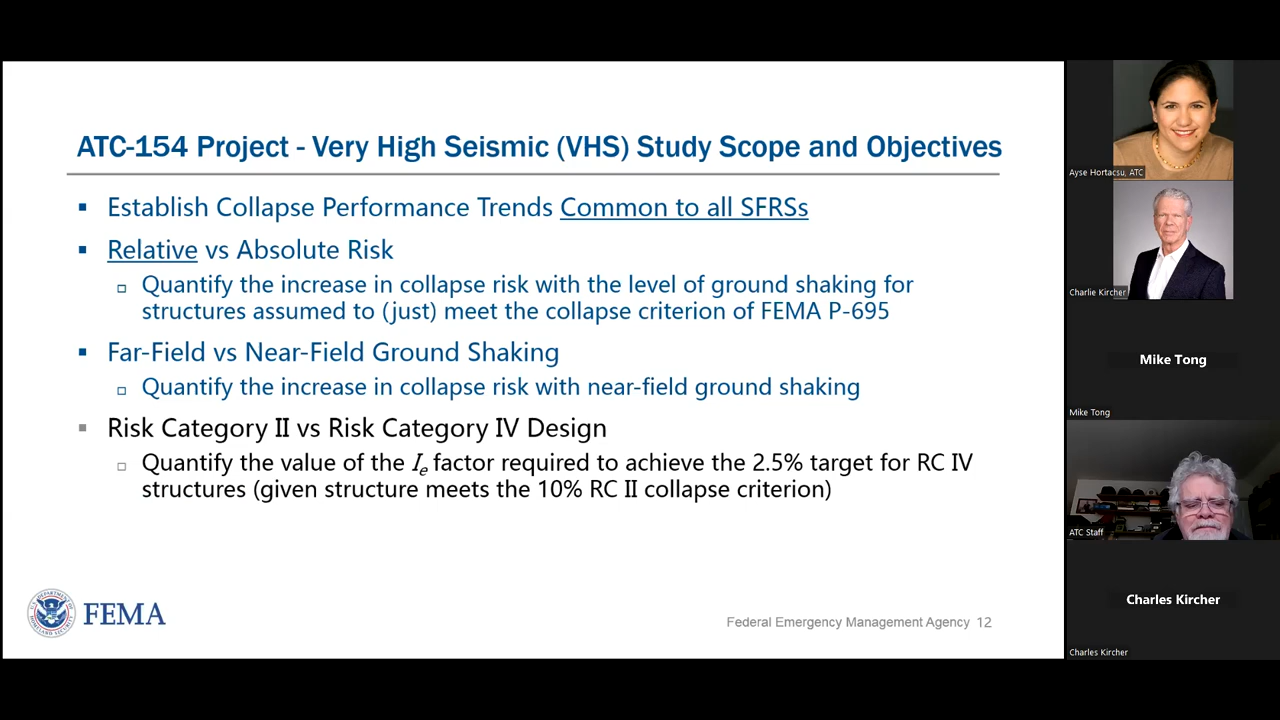 ATC-154 Project - Very High Seismic (VHS) Study Scope and Objectives
▪ Establish Collapse Performance Trends Common to all SFRSs
▪ Relative vs Absolute Risk
▫ Quantify the increase in collapse risk with the level of ground shaking for
structures assumed to (just) meet the collapse criterion of FEMA P-695
▪ Far-Field vs Near-Field Ground Shaking
▫ Quantify the increase in collapse risk with near-field ground shaking
▪ Risk Category II vs Risk Category IV Design
▫ Quantify the value of the Ie factor required to achieve the 2.5% target for RC IV
structures (given structure meets the 10% RC II collapse criterion)
FEMA
Federal Emergency Management Agency 12
Ayse Hortacsu, ATC
Charlie Kircher
Mike Tong
Mike Tong
ATC Staff
Charles Kircher
Charles Kircher